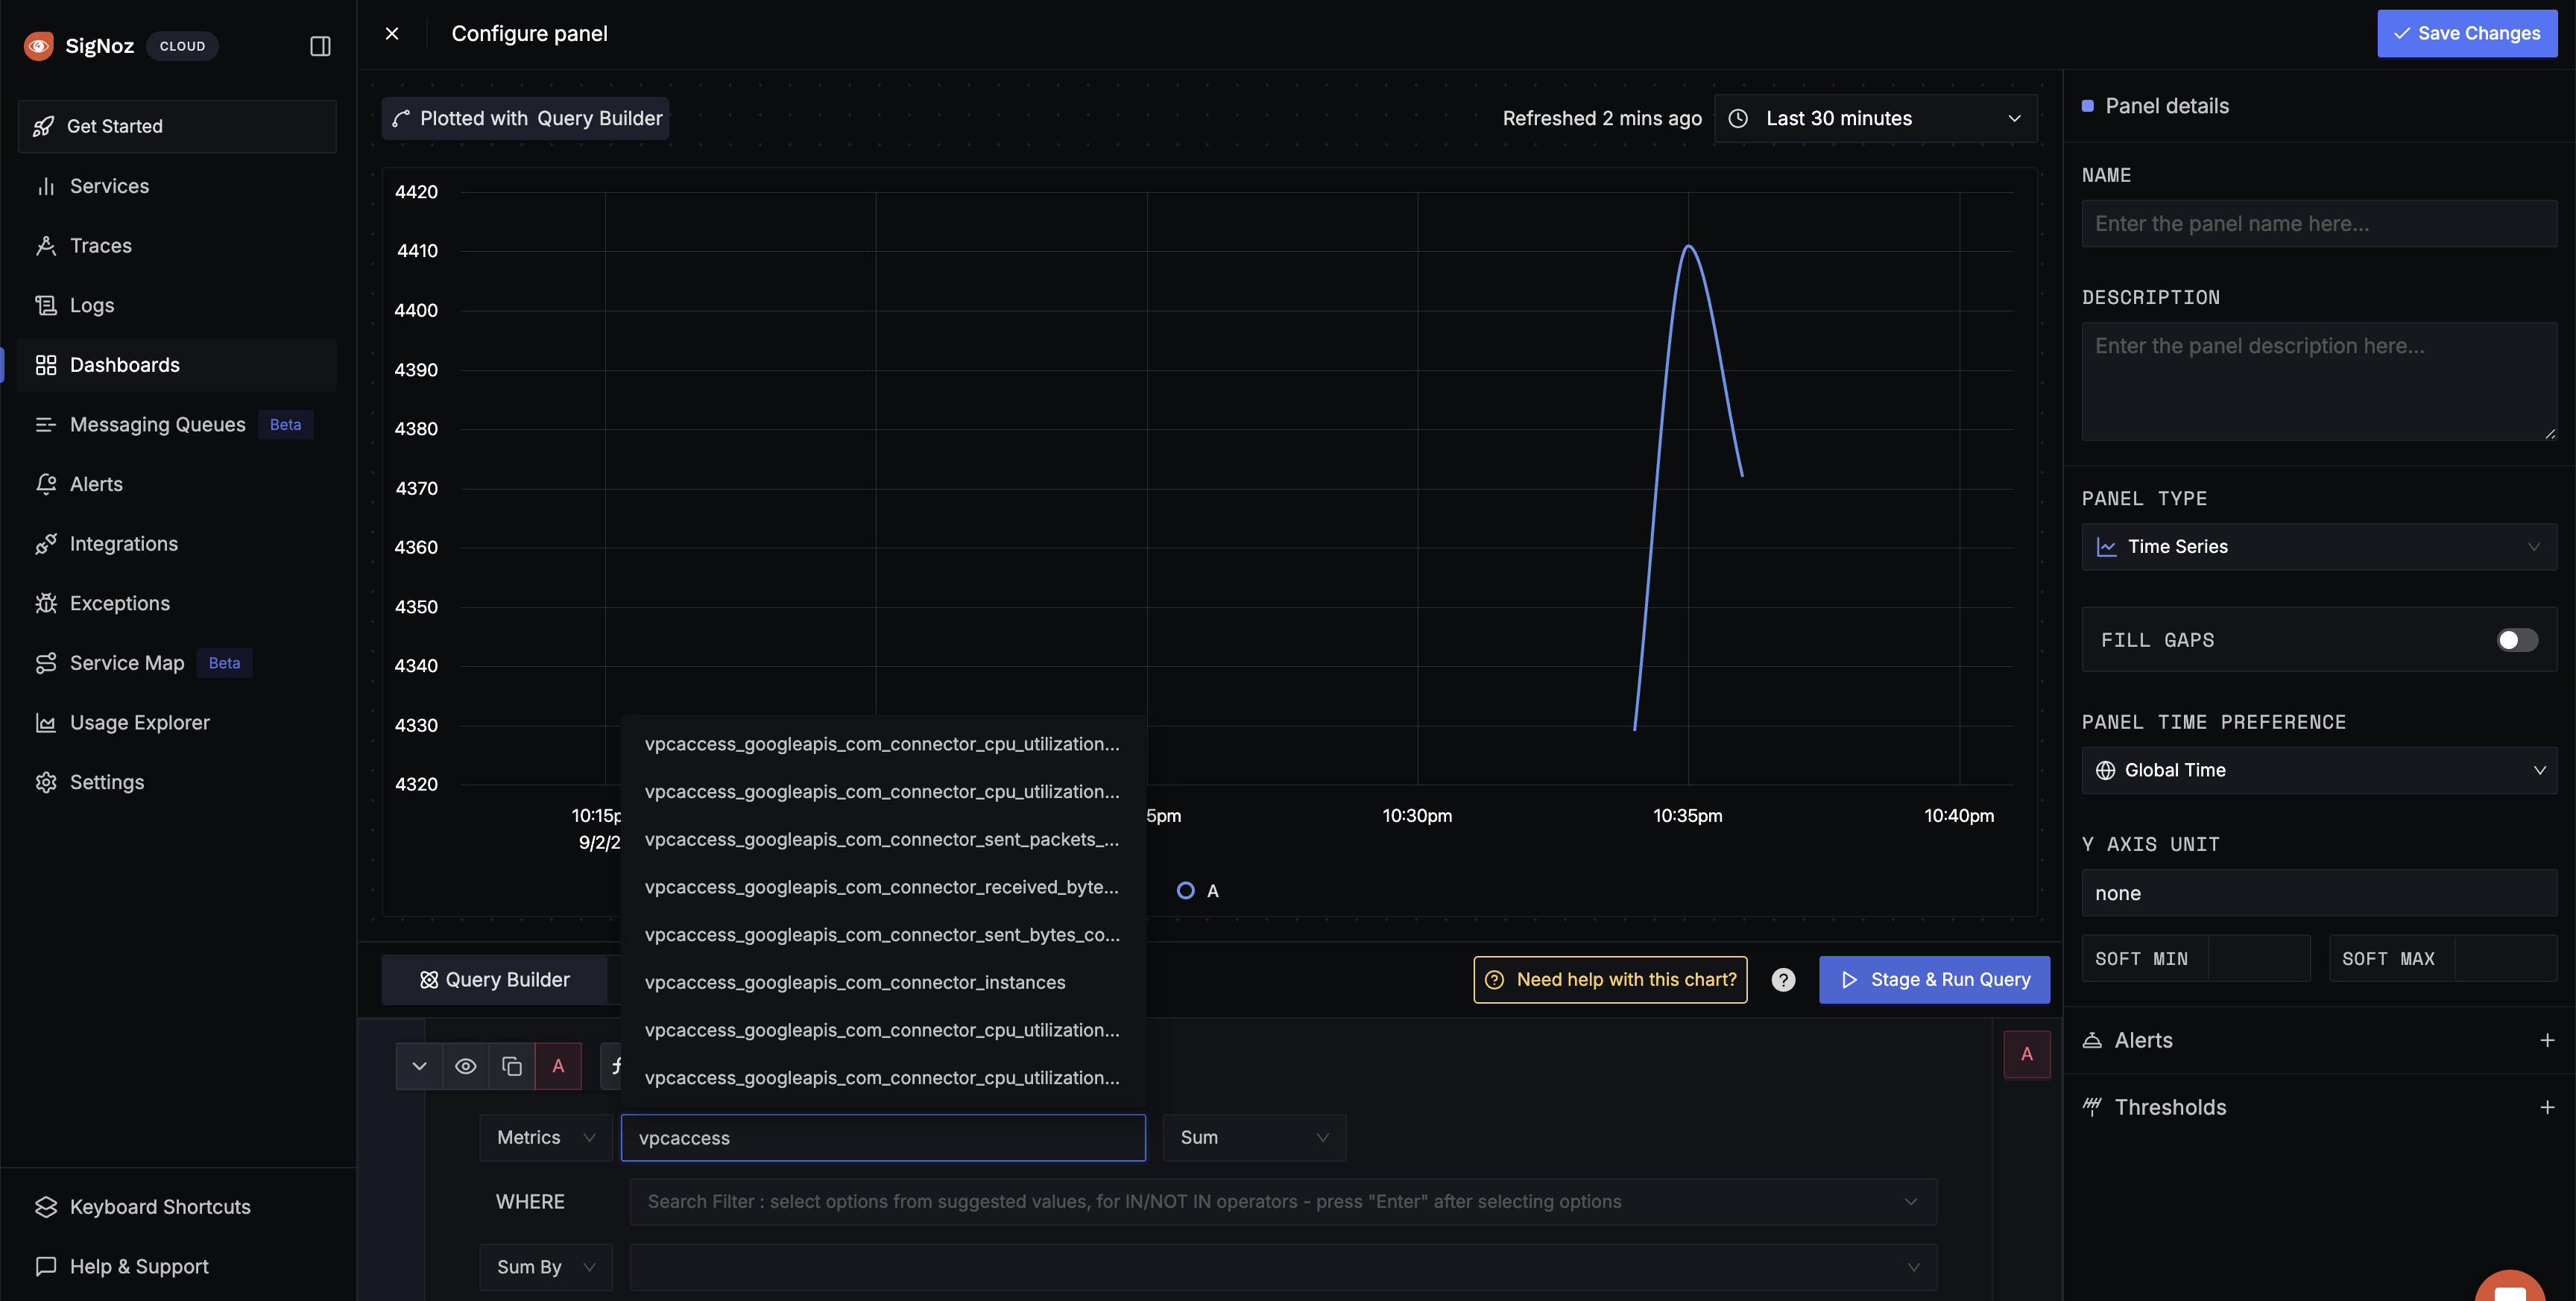 SigNoz CLOUD
Get Started
Services
Traces
Logs
Dashboards
Messaging Queues Beta
Alerts
Integrations
Exceptions
Service Map Beta
Usage Explorer
Settings
Keyboard Shortcuts
Help & Support
Configure panel
Save Changes
Plotted with Query Builder
Refreshed 2 mins ago
Last 30 minutes
4420
4410
4400
4390
4380
4370
4360
4350
4340
4330
4320
10:15p 5pm 10:30pm 10:35pm 10:40pm
9/2/2
A
vpcaccess_googleapis_com_connector_cpu_utilization...
vpcaccess_googleapis_com_connector_cpu_utilization...
vpcaccess_googleapis_com_connector_sent_packets_...
vpcaccess_googleapis_com_connector_received_byte...
vpcaccess_googleapis_com_connector_sent_bytes_co...
vpcaccess_googleapis_com_connector_instances
vpcaccess_googleapis_com_connector_cpu_utilization...
vpcaccess_googleapis_com_connector_cpu_utilization...
Query Builder
Need help with this chart?
?
Stage & Run Query
A
A
Metrics vpcaccess Sum
WHERE Search Filter : select options from suggested values, for IN/NOT IN operators - press "Enter" after selecting options
Sum By
Panel details
NAME
Enter the panel name here...
DESCRIPTION
Enter the panel description here...
PANEL TYPE
Time Series
FILL GAPS
PANEL TIME PREFERENCE
Global Time
Y AXIS UNIT
none
SOFT MIN SOFT MAX
Alerts +
Thresholds +